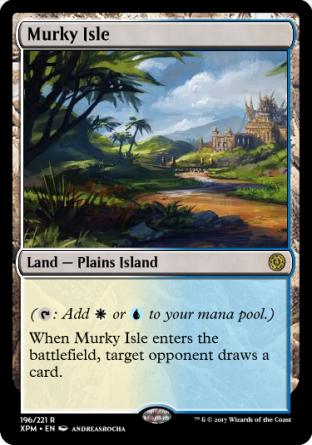 Murky Isle
Land — Plains Island
(: Add or to your mana pool.)
When Murky Isle enters the
battlefield, target opponent draws a
card.
196/221 R
XPM • EN ANDREASROCHA
™ & © 2017 Wizards of the Coast